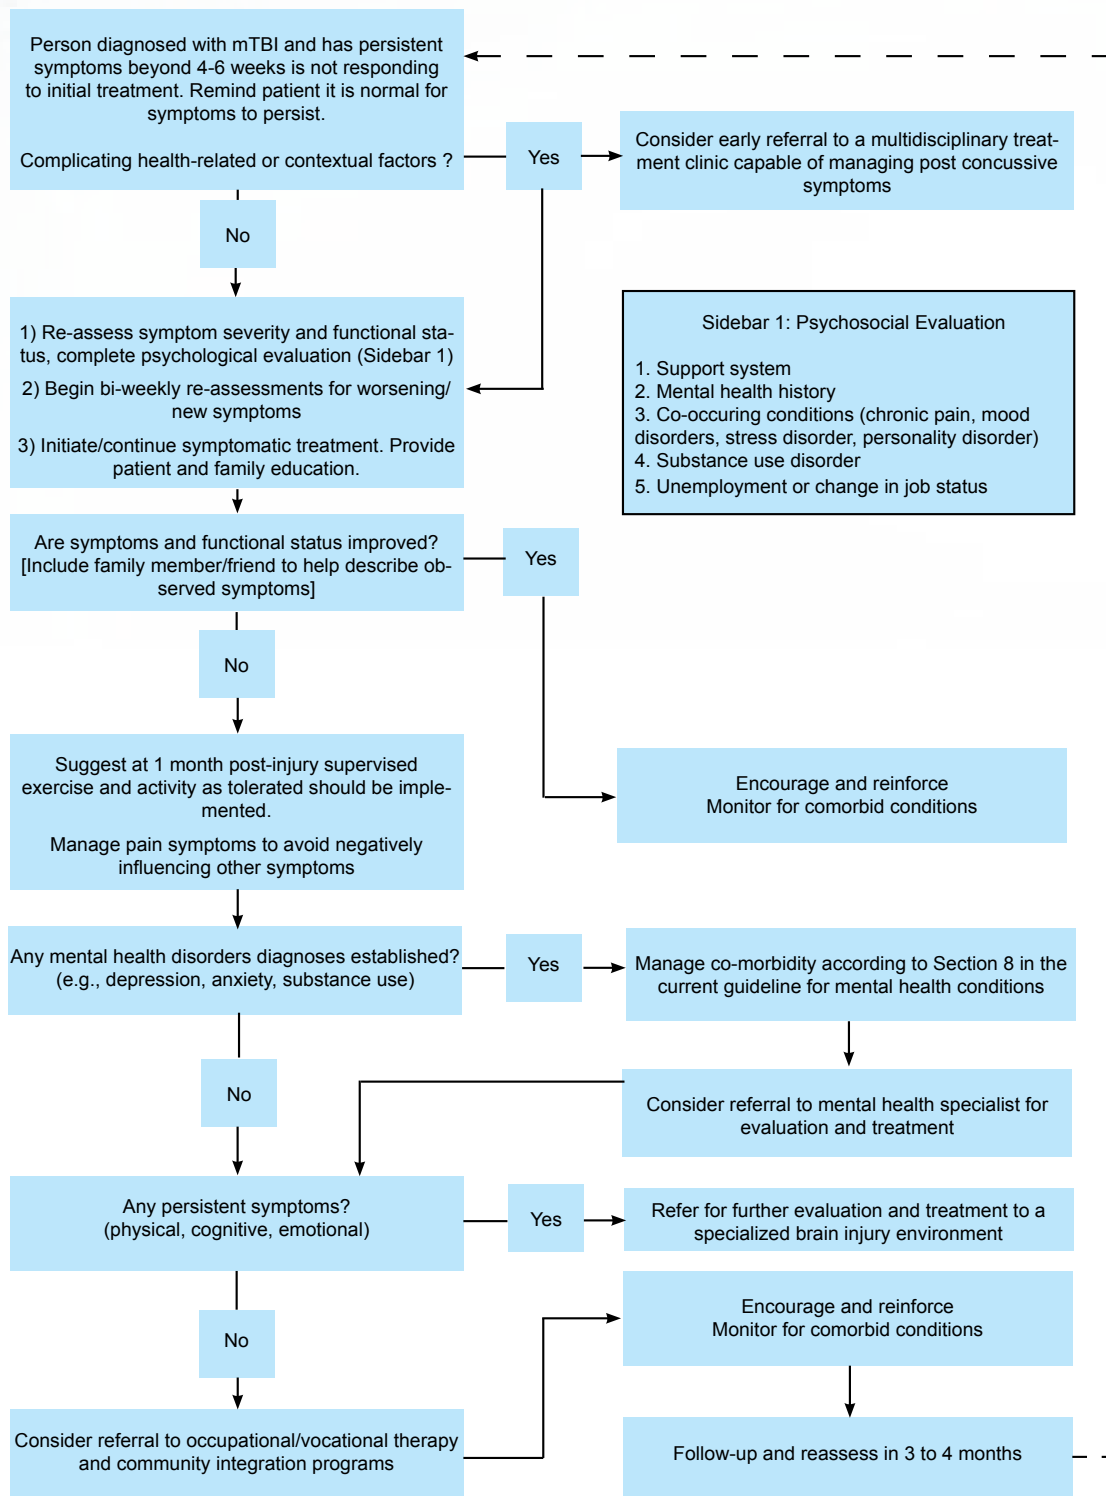 Person diagnosed with mTBI and has persistent
symptoms beyond 4-6 weeks is not responding
to initial treatment. Remind patient it is normal for
symptoms to persist.
Complicating health-related or contextual factors ?
Yes
Consider early referral to a multidisciplinary treat-
ment clinic capable of managing post concussive
symptoms
No
1) Re-assess symptom severity and functional sta-
tus, complete psychological evaluation (Sidebar 1)
2) Begin bi-weekly re-assessments for worsening/
new symptoms
3) Initiate/continue symptomatic treatment. Provide
patient and family education.
Sidebar 1: Psychosocial Evaluation
1. Support system
2. Mental health history
3. Co-occuring conditions (chronic pain, mood
disorders, stress disorder, personality disorder)
4. Substance use disorder
5. Unemployment or change in job status
Are symptoms and functional status improved?
[Include family member/friend to help describe ob-
served symptoms]
Yes
No
Suggest at 1 month post-injury supervised
exercise and activity as tolerated should be imple-
mented.
Manage pain symptoms to avoid negatively
influencing other symptoms
Encourage and reinforce
Monitor for comorbid conditions
Any mental health disorders diagnoses established?
(e.g., depression, anxiety, substance use)
Yes
Manage co-morbidity according to Section 8 in the
current guideline for mental health conditions
No
Consider referral to mental health specialist for
evaluation and treatment
Any persistent symptoms?
(physical, cognitive, emotional)
Yes
Refer for further evaluation and treatment to a
specialized brain injury environment
No
Encourage and reinforce
Monitor for comorbid conditions
Consider referral to occupational/vocational therapy
and community integration programs
Follow-up and reassess in 3 to 4 months